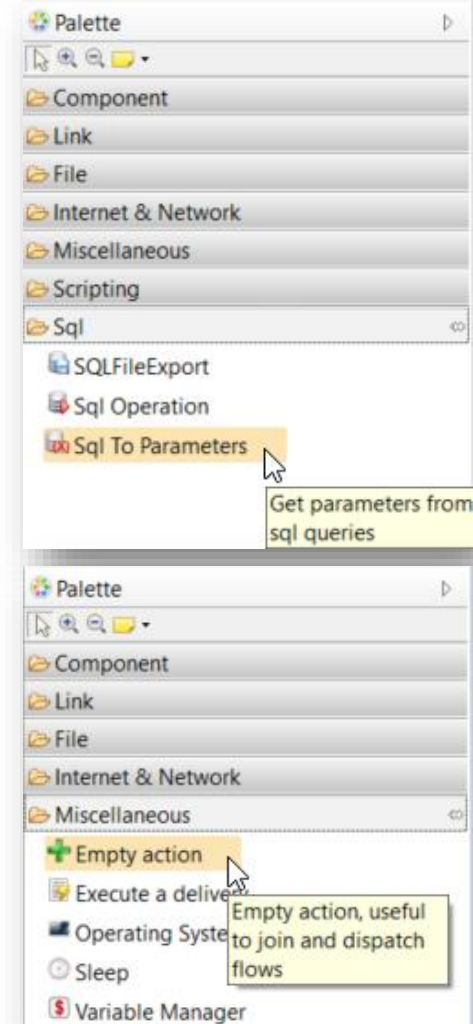 Palette
Component
Link
File
Internet & Network
Miscellaneous
Scripting
Sql
SQLFileExport
Sql Operation
Sql To Parameters
Get parameters from
sql queries
Palette
Component
Link
File
Internet & Network
Miscellaneous
Empty action
Execute a delivery
Empty action, useful
Operating Syste
to join and dispatch
flows
Sleep
Variable Manager